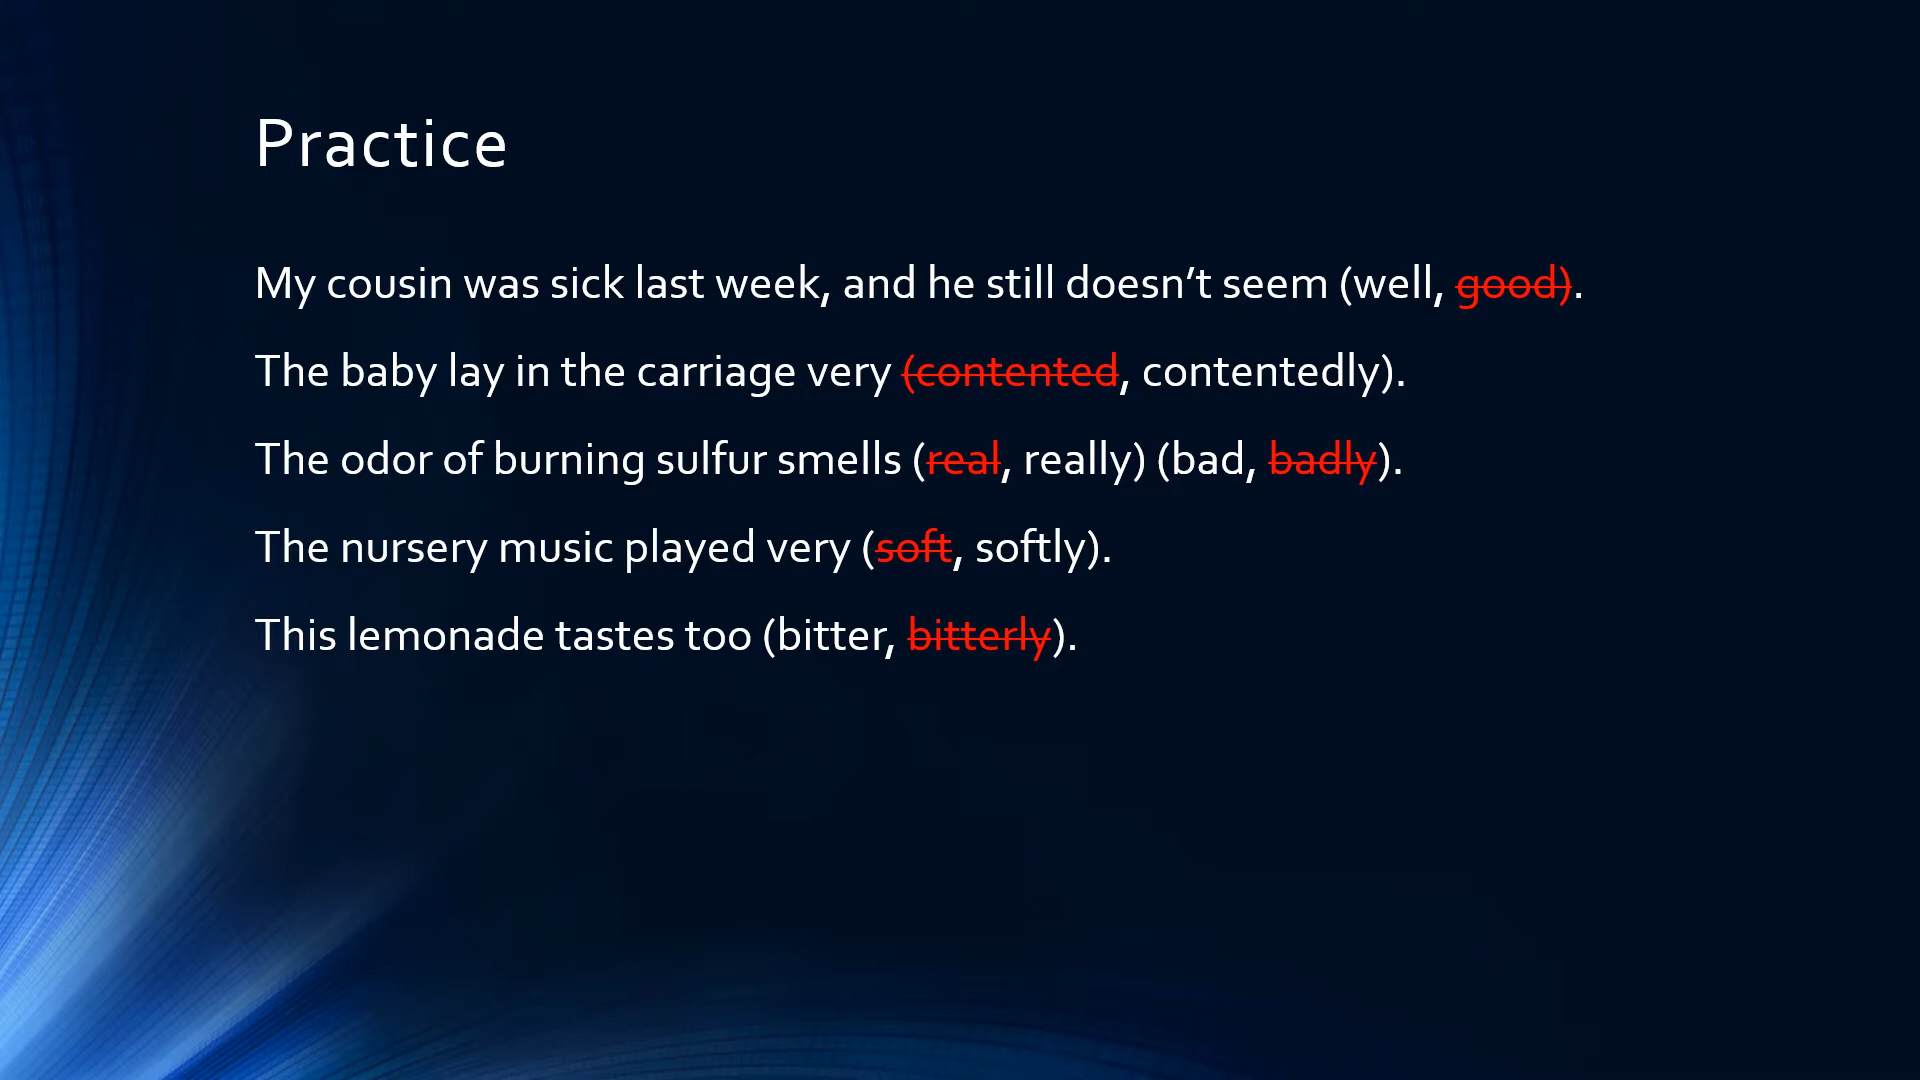 Practice
My cousin was sick last week, and he still doesn’t seem (well, good).
The baby lay in the carriage very (contented, contentedly).
The odor of burning sulfur smells (real, really) (bad, badly).
The nursery music played very (soft, softly).
This lemonade tastes too (bitter, bitterly).